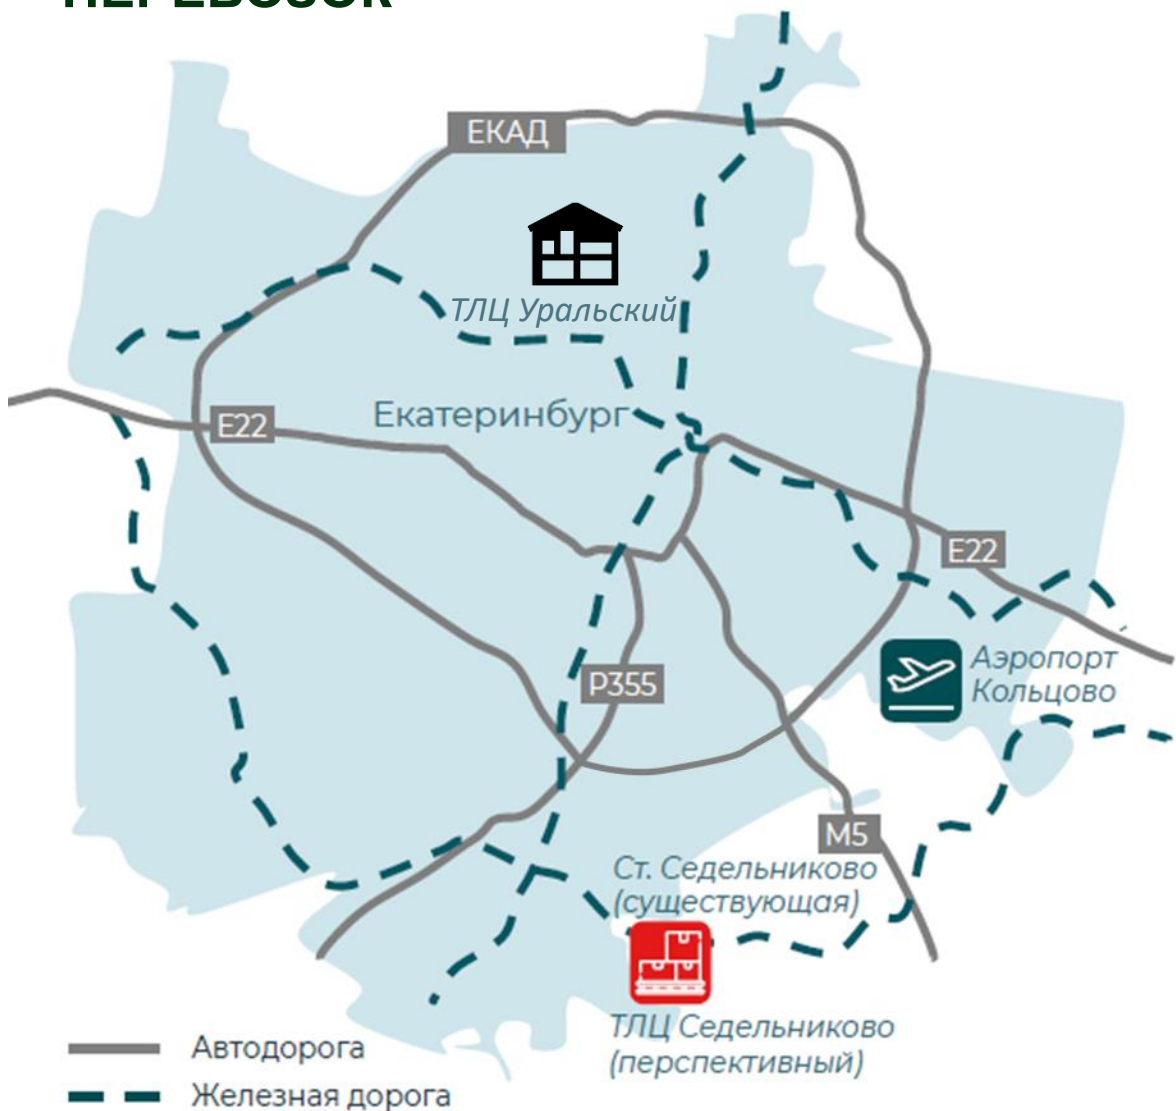 ПЕРЕВОЗОК
ЕКАД
ТЛЦ Уральский
Екатеринбург
Е22
Е22
Аэропорт
Кольцово
Р355
М5
Ст. Седельниково
(существующая)
ТЛЦ Седельниково
(перспективный)
Автодорога
Железная дорога